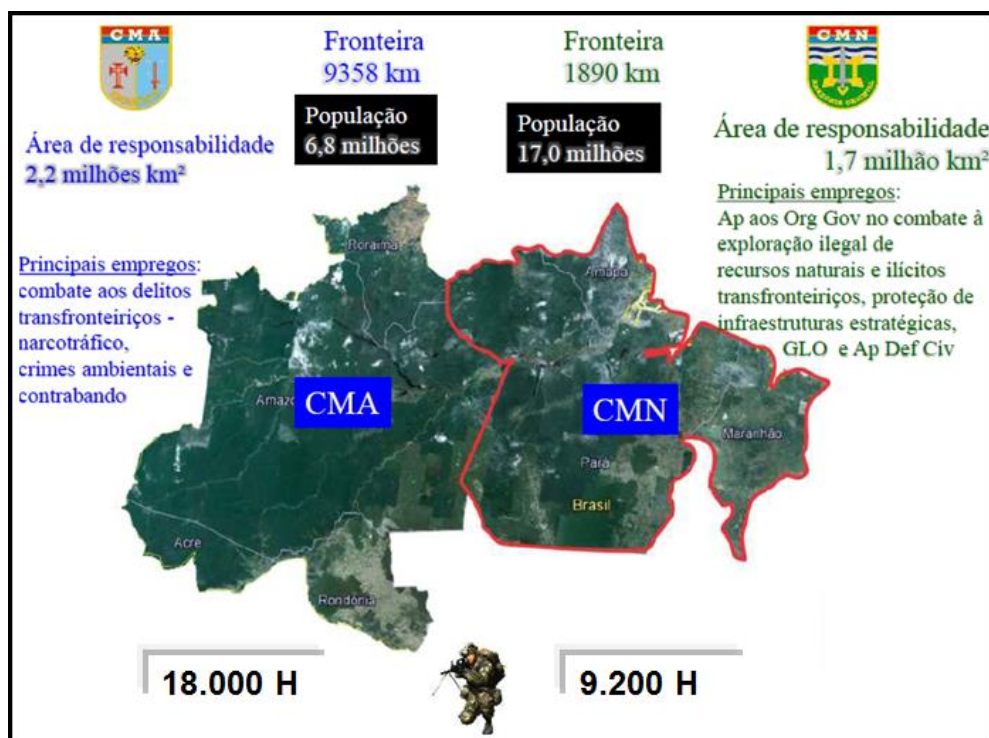 CMA
Fronteira
9358 km
Fronteira
1890 km
CMN
População
6,8 milhões
População
17,0 milhões
Área de responsabilidade
2,2 milhões km²
Área de responsabilidade
1,7 milhão km²
Principais empregos:
combate aos delitos
transfronteiriços -
narcotráfico,
crimes ambientais e
contrabando
Principais empregos:
Ap aos Org Gov no combate à
exploração ilegal de
recursos naturais e ilícitos
transfronteiriços, proteção de
infraestruturas estratégicas,
GLO e Ap Def Civ
Roraima
Amapá
CMA
CMN
Maranhão
Pará
Brasil
Acre
Rondônia
18.000 H
9.200 H